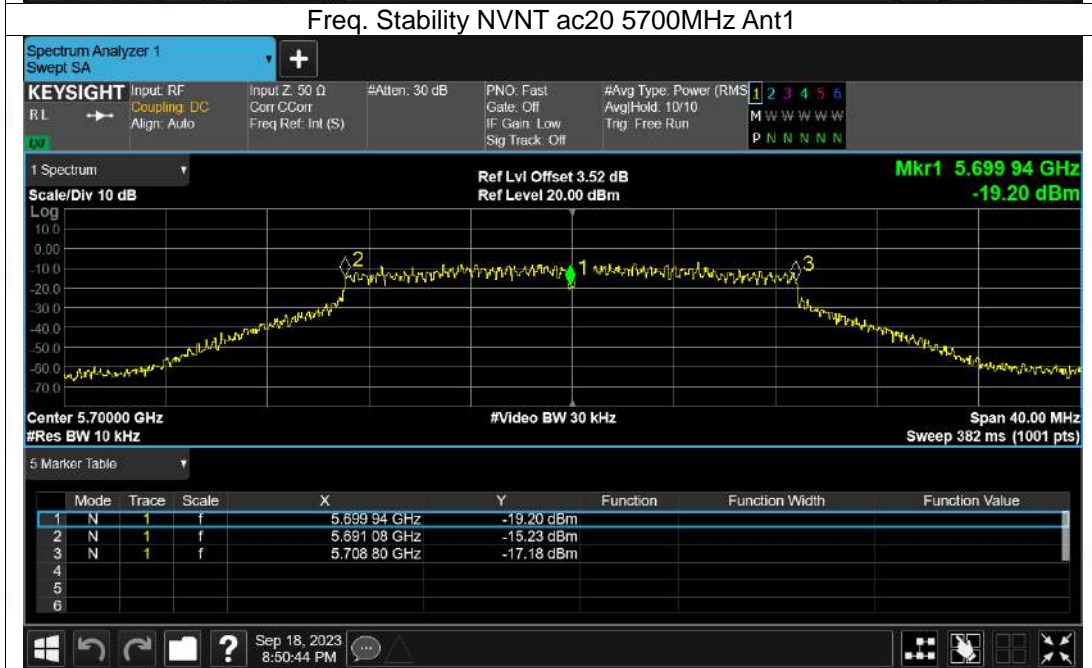 Freq. Stability NVNT ac20 5700MHz Ant1
Spectrum Analyzer 1
Swept SA
+
KEYSIGHT Input: RF Input Z: 50 Ω #Atten: 30 dB PNO: Fast #Avg Type: Power (RMS 1 2 3 4 5 6
RL Coupling: DC Corr CCorr Gate: Off Avg|Hold: 10/10 M W W W W W
Align: Auto Freq Ref: Int (S) IF Gain: Low Trig: Free Run
LXI Sig Track: Off P N N N N N
1 Spectrum Ref Lvl Offset 3.52 dB Mkr1 5.699 94 GHz
Scale/Div 10 dB Ref Level 20.00 dBm -19.20 dBm
Log
10.0
0.00
-10.0
-20.0
-30.0
-40.0
-50.0
-60.0
-70.0
2 1 3
Center 5.70000 GHz #Video BW 30 kHz Span 40.00 MHz
#Res BW 10 kHz Sweep 382 ms (1001 pts)
5 Marker Table
Mode Trace Scale X Y Function Function Width Function Value
1 N 1 f 5.699 94 GHz -19.20 dBm
2 N 1 f 5.691 08 GHz -15.23 dBm
3 N 1 f 5.708 80 GHz -17.18 dBm
4
5
6
? Sep 18, 2023
8:50:44 PM